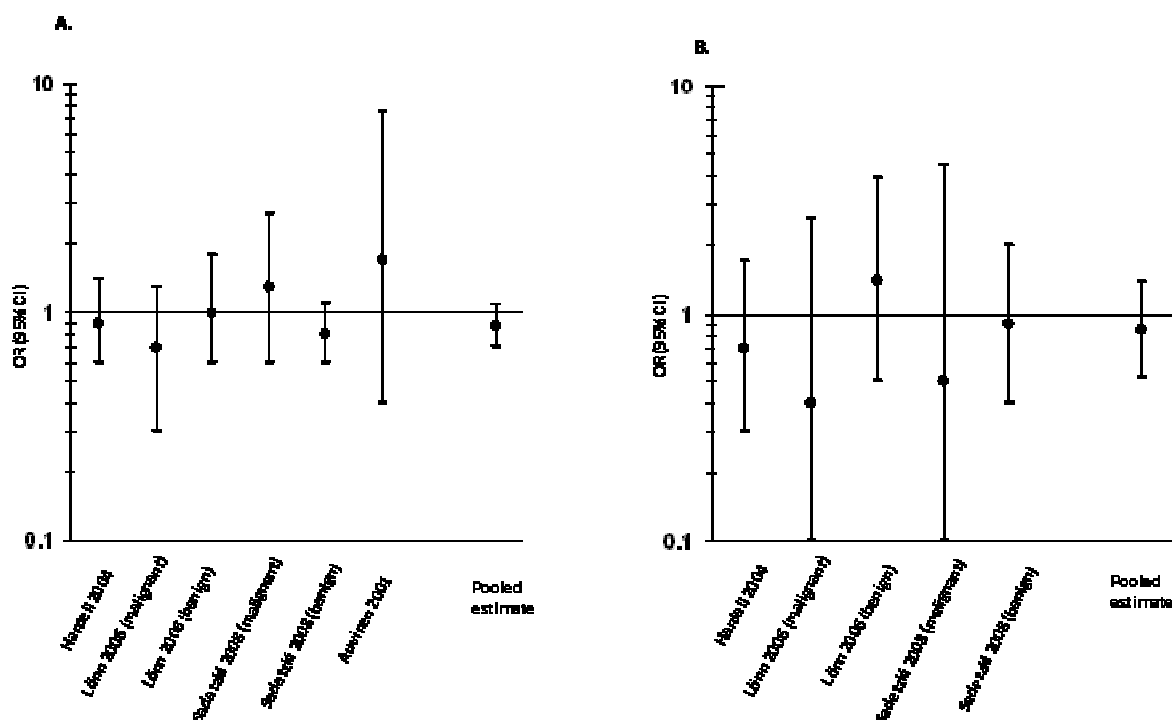 A.
10
1
0.1
OR (95% CI)
Hardell 2004
Lönn 2006 (malignant)
Lönn 2006 (benign)
Sadetzki 2008 (malignant)
Sadetzki 2008 (benign)
Auvinen 2002
Pooled
estimate
B.
10
1
0.1
OR (95% CI)
Hardell 2004
Lönn 2006 (malignant)
Lönn 2006 (benign)
Sadetzki 2008 (malignant)
Sadetzki 2008 (benign)
Pooled
estimate